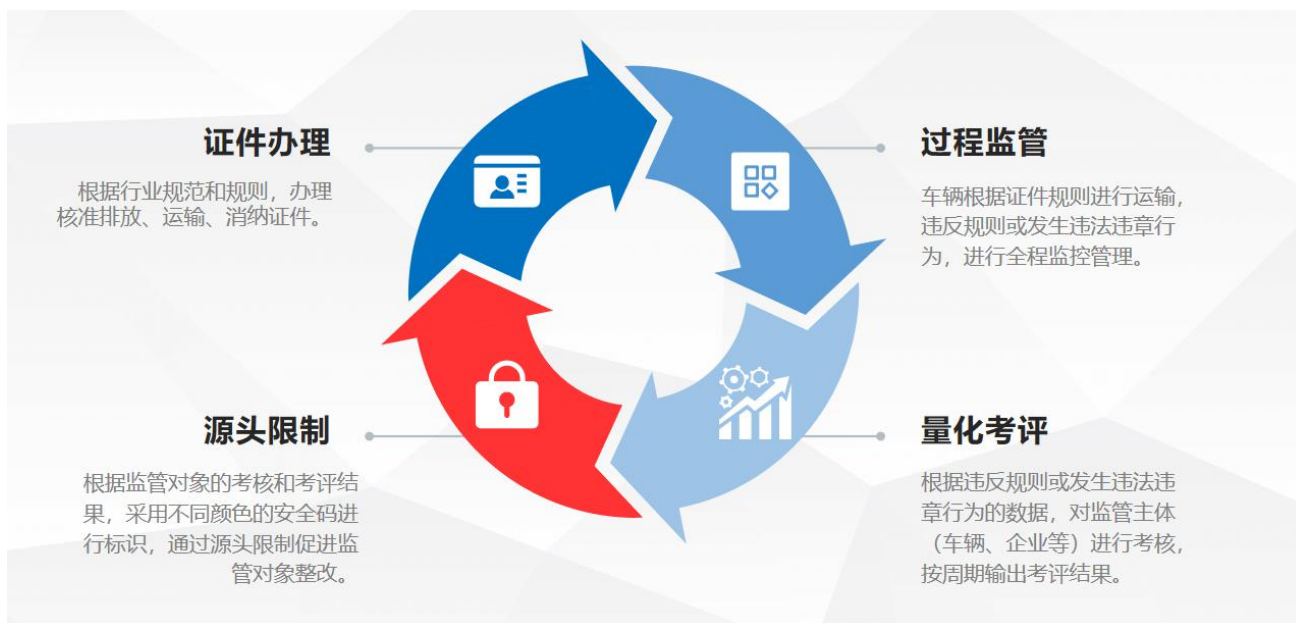 证件办理
根据行业规范和规则，办理
核准排放、运输、消纳证件。
过程监管
车辆根据证件规则进行运输，
违反规则或发生违法违章行
为，进行全程监控管理。
源头限制
根据监管对象的考核和考评结
果，采用不同颜色的安全码进
行标识，通过源头限制促进监
管对象整改。
量化考评
根据违反规则或发生违法违
章行为的数据，对监管主体
（车辆、企业等）进行考核，
按周期输出考评结果。